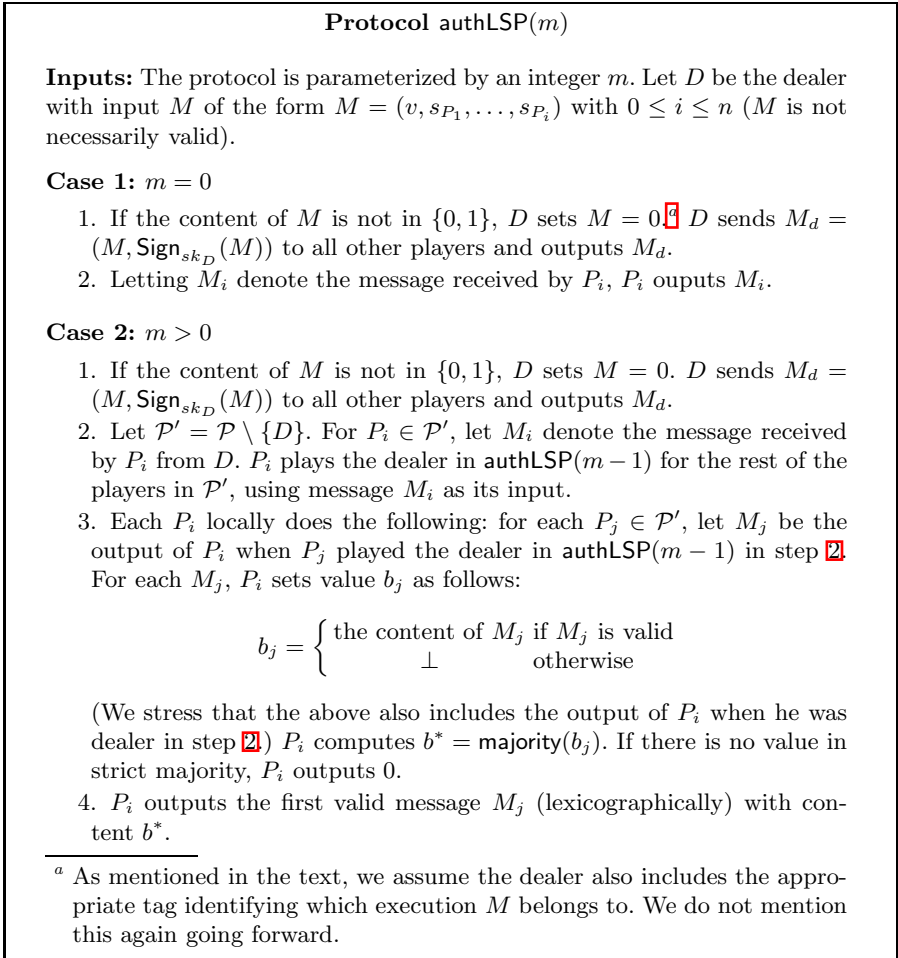 Protocol authLSP(m)
Inputs: The protocol is parameterized by an integer m. Let D be the dealer
with input M of the form M = (v, s_{P_1}, . . . , s_{P_i}) with 0 ≤ i ≤ n (M is not
necessarily valid).
Case 1: m = 0
1. If the content of M is not in {0, 1}, D sets M = 0.^a D sends M_d =
(M, Sign_{sk_D}(M)) to all other players and outputs M_d.
2. Letting M_i denote the message received by P_i, P_i ouputs M_i.
Case 2: m > 0
1. If the content of M is not in {0, 1}, D sets M = 0. D sends M_d =
(M, Sign_{sk_D}(M)) to all other players and outputs M_d.
2. Let P′ = P \ {D}. For P_i ∈ P′, let M_i denote the message received
by P_i from D. P_i plays the dealer in authLSP(m−1) for the rest of the
players in P′, using message M_i as its input.
3. Each P_i locally does the following: for each P_j ∈ P′, let M_j be the
output of P_i when P_j played the dealer in authLSP(m−1) in step 2.
For each M_j, P_i sets value b_j as follows:
b_j = { the content of M_j if M_j is valid
⊥ otherwise
(We stress that the above also includes the output of P_i when he was
dealer in step 2.) P_i computes b* = majority(b_j). If there is no value in
strict majority, P_i outputs 0.
4. P_i outputs the first valid message M_j (lexicographically) with con-
tent b*.
^a As mentioned in the text, we assume the dealer also includes the appro-
priate tag identifying which execution M belongs to. We do not mention
this again going forward.